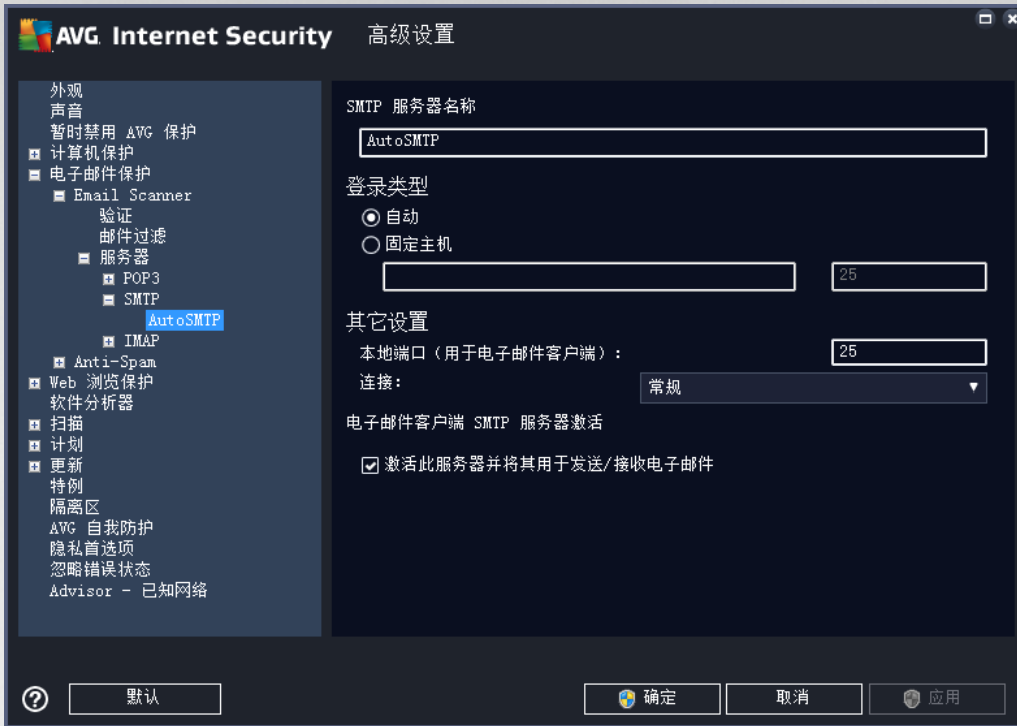 AVG Internet Security 高级设置
外观
声音
暂时禁用 AVG 保护
计算机保护
电子邮件保护
Email Scanner
验证
邮件过滤
服务器
POP3
SMTP
AutoSMTP
IMAP
Anti-Spam
Web 浏览保护
软件分析器
扫描
计划
更新
特例
隔离区
AVG 自我防护
隐私首选项
忽略错误状态
Advisor - 已知网络
SMTP 服务器名称
AutoSMTP
登录类型
自动
固定主机
25
其它设置
本地端口（用于电子邮件客户端）：
25
连接：
常规
电子邮件客户端 SMTP 服务器激活
激活此服务器并将其用于发送/接收电子邮件
默认
确定
取消
应用